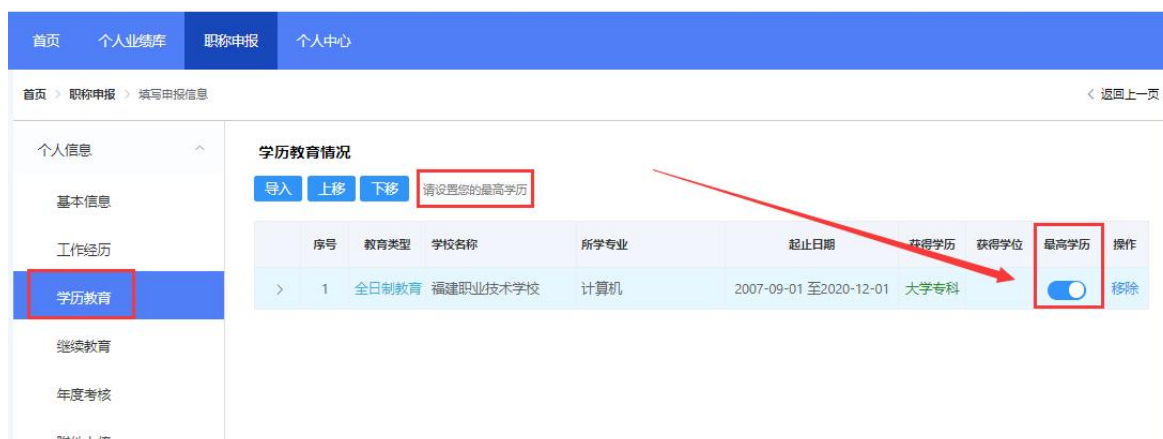 首页 个人业绩库 职称申报 个人中心
首页 > 职称申报 > 填写申报信息 < 返回上一页
个人信息
基本信息
工作经历
学历教育
继续教育
年度考核
学历教育情况
导入 上移 下移 请设置您的最高学历
序号 教育类型 学校名称 所学专业 起止日期 获得学历 获得学位 最高学历 操作
> 1 全日制教育 福建职业技术学校 计算机 2007-09-01 至2020-12-01 大学专科 移除